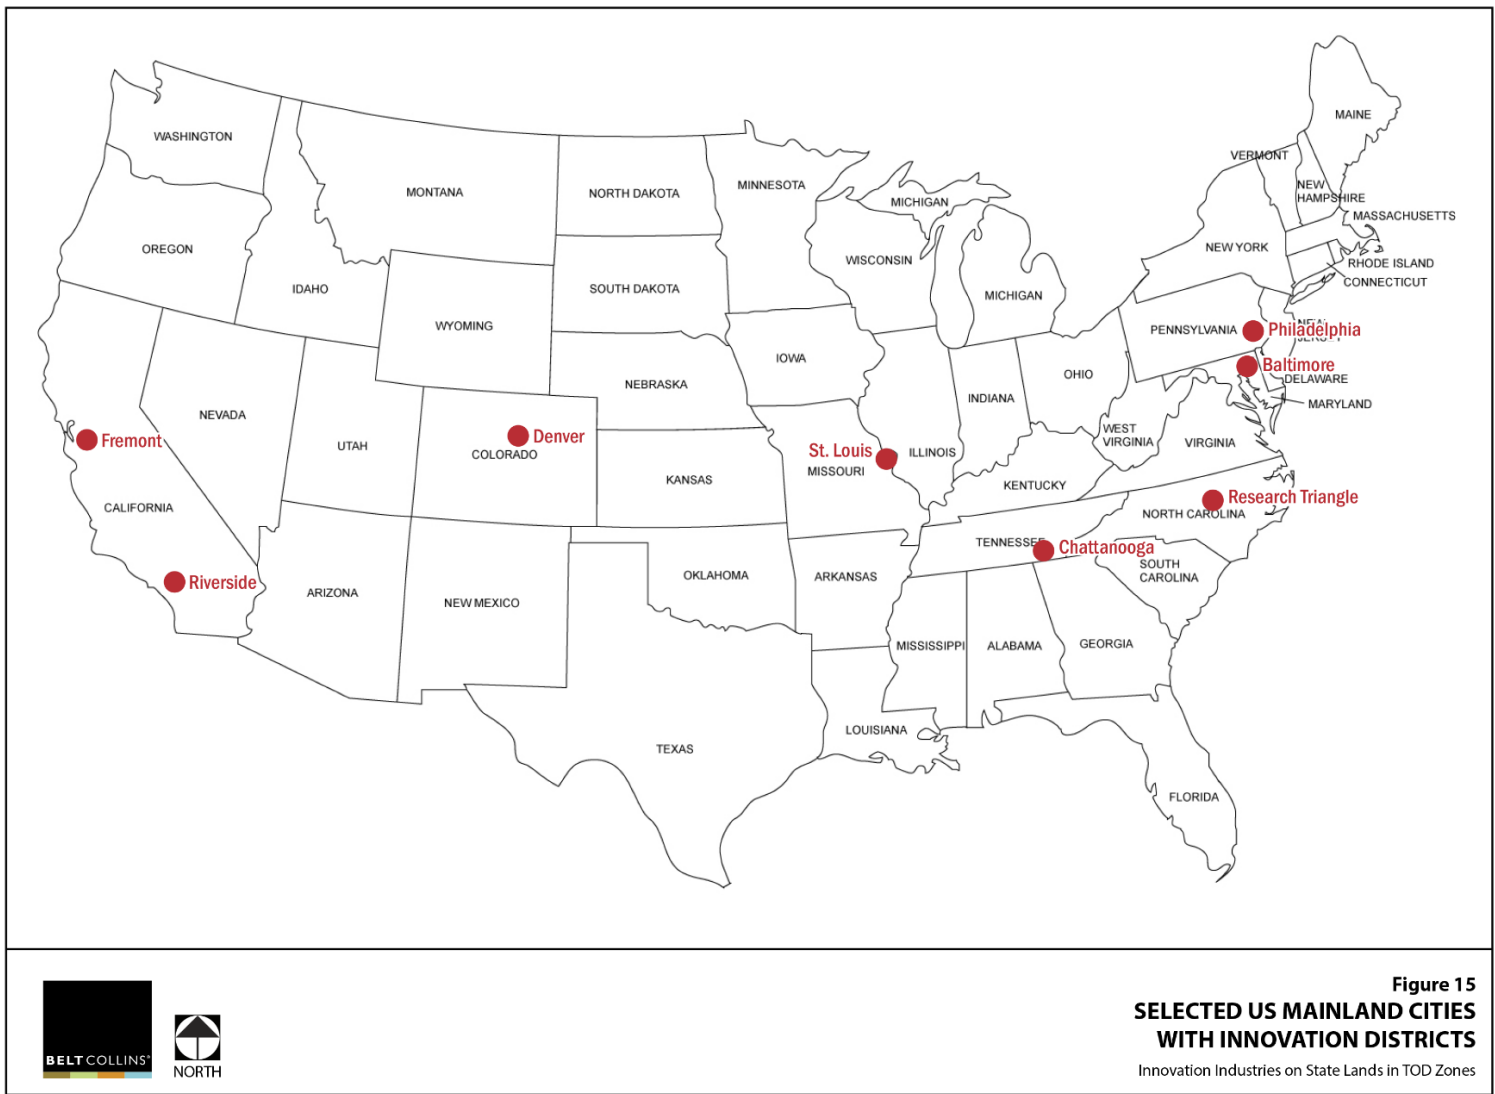 MAINE
WASHINGTON
VERMONT
MONTANA
NORTH DAKOTA
MINNESOTA
MICHIGAN
NEW
HAMPSHIRE
MASSACHUSETTS
OREGON
NEW YORK
WISCONSIN
RHODE ISLAND
CONNECTICUT
IDAHO
SOUTH DAKOTA
MICHIGAN
WYOMING
PENNSYLVANIA
NEW
JERSEY
Philadelphia
IOWA
Baltimore
OHIO
DELAWARE
NEBRASKA
INDIANA
MARYLAND
NEVADA
WEST
VIRGINIA
VIRGINIA
Fremont
UTAH
Denver
COLORADO
St. Louis
MISSOURI
ILLINOIS
KANSAS
KENTUCKY
Research Triangle
NORTH CAROLINA
CALIFORNIA
TENNESSEE
Chattanooga
SOUTH
CAROLINA
Riverside
ARIZONA
NEW MEXICO
OKLAHOMA
ARKANSAS
MISSISSIPPI
ALABAMA
GEORGIA
LOUISIANA
TEXAS
FLORIDA
BELT COLLINS®
NORTH
Figure 15
SELECTED US MAINLAND CITIES
WITH INNOVATION DISTRICTS
Innovation Industries on State Lands in TOD Zones